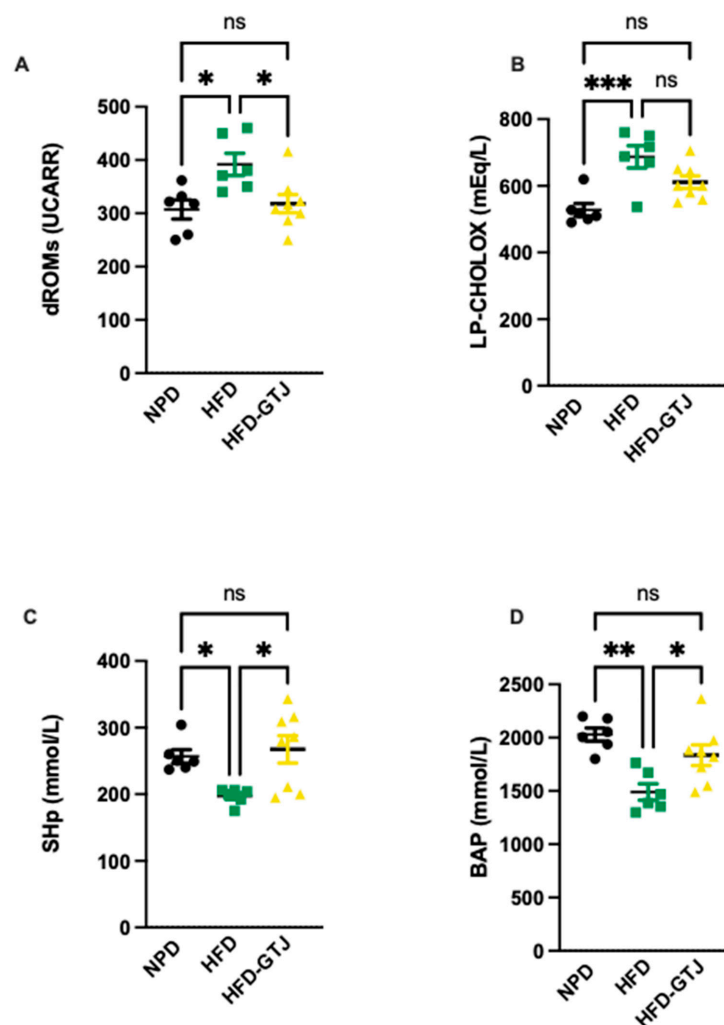 A
ns
* *
dROMs (UCARR)
500
400
300
200
100
0
NPD
HFD
HFD-GTJ
B
ns
*** ns
LP-CHOLOX (mEq/L)
800
600
400
200
0
NPD
HFD
HFD-GTJ
C
ns
* *
SHp (mmol/L)
400
300
200
100
0
NPD
HFD
HFD-GTJ
D
ns
** *
BAP (mmol/L)
2500
2000
1500
1000
500
0
NPD
HFD
HFD-GTJ